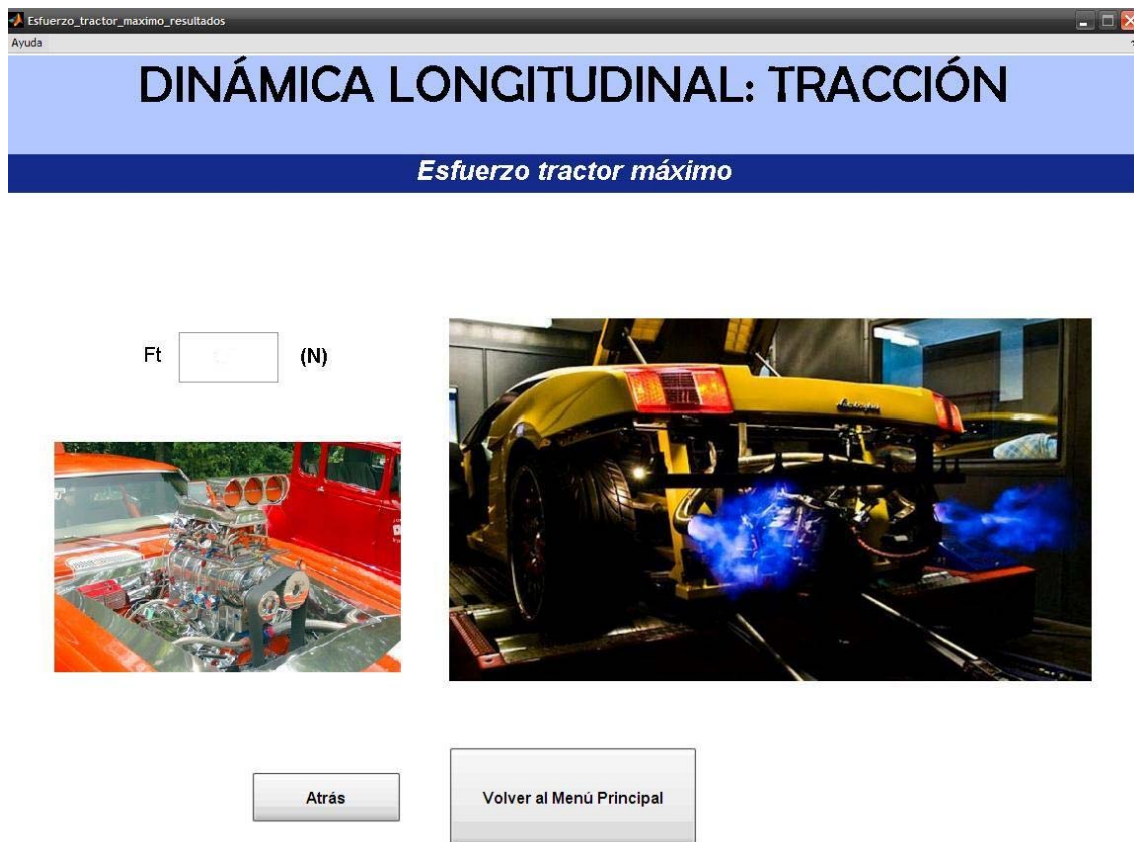 Esfuerzo_tractor_maximo_resultados
Ayuda
DINÁMICA LONGITUDINAL: TRACCIÓN
Esfuerzo tractor máximo
Ft (N)
Atrás
Volver al Menú Principal